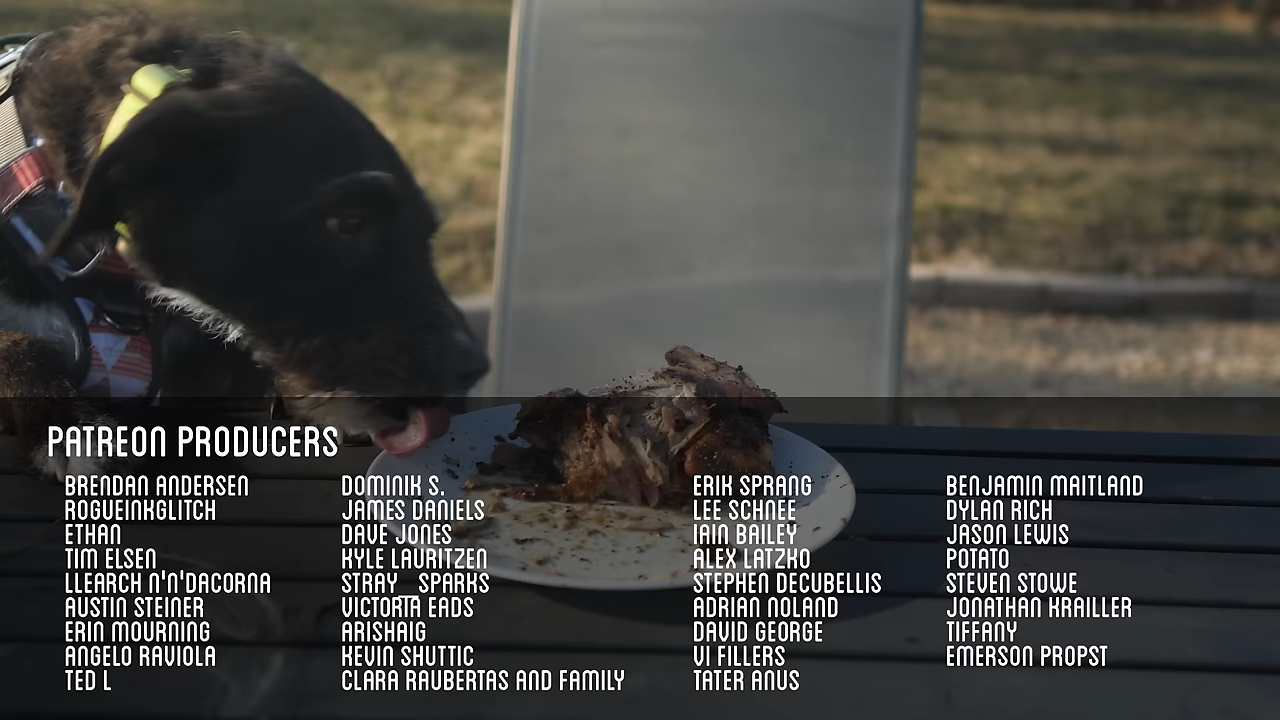 PATREON PRODUCERS
BRENDAN ANDERSEN
ROGUEINKGLITCH
ETHAN
TIM ELSEN
LLEARCH N'N'DACORNA
AUSTIN STEINER
ERIN MOURNING
ANGELO RAVIOLA
TED L
DOMINIK S.
JAMES DANIELS
DAVE JONES
KYLE LAURITZEN
STRAY__SPARKS
VICTORIA EADS
ARISHAIG
KEVIN SHUTTIC
CLARA RAUBERTAS AND FAMILY
ERIK SPRANG
LEE SCHNEE
IAIN BAILEY
ALEX LATZKO
STEPHEN DECUBELLIS
ADRIAN NOLAND
DAVID GEORGE
VI FILLERS
TATER ANUS
BENJAMIN MAITLAND
DYLAN RICH
JASON LEWIS
POTATO
STEVEN STOWE
JONATHAN KRAILLER
TIFFANY
EMERSON PROPST